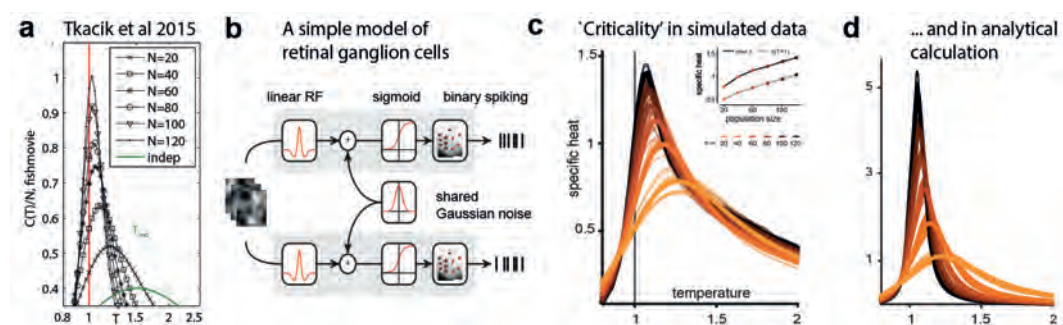 a Tkacik et al 2015
C(T)/N, fishmovie
1
0.9
0.8
0.7
0.6
0.5
0.4
N=20
N=40
N=60
N=80
N=100
N=120
indep
0.8 1 T 1.5 2 2.5
b A simple model of
retinal ganglion cells
linear RF sigmoid binary spiking
+
shared
Gaussian noise
+
c 'Criticality' in simulated data
specific heat
1.5
1.0
0.5
specific heat
population size
20 60 100
temperature
1 1.5 2
d ... and in analytical
calculation
5
3
1
1 1.5 2